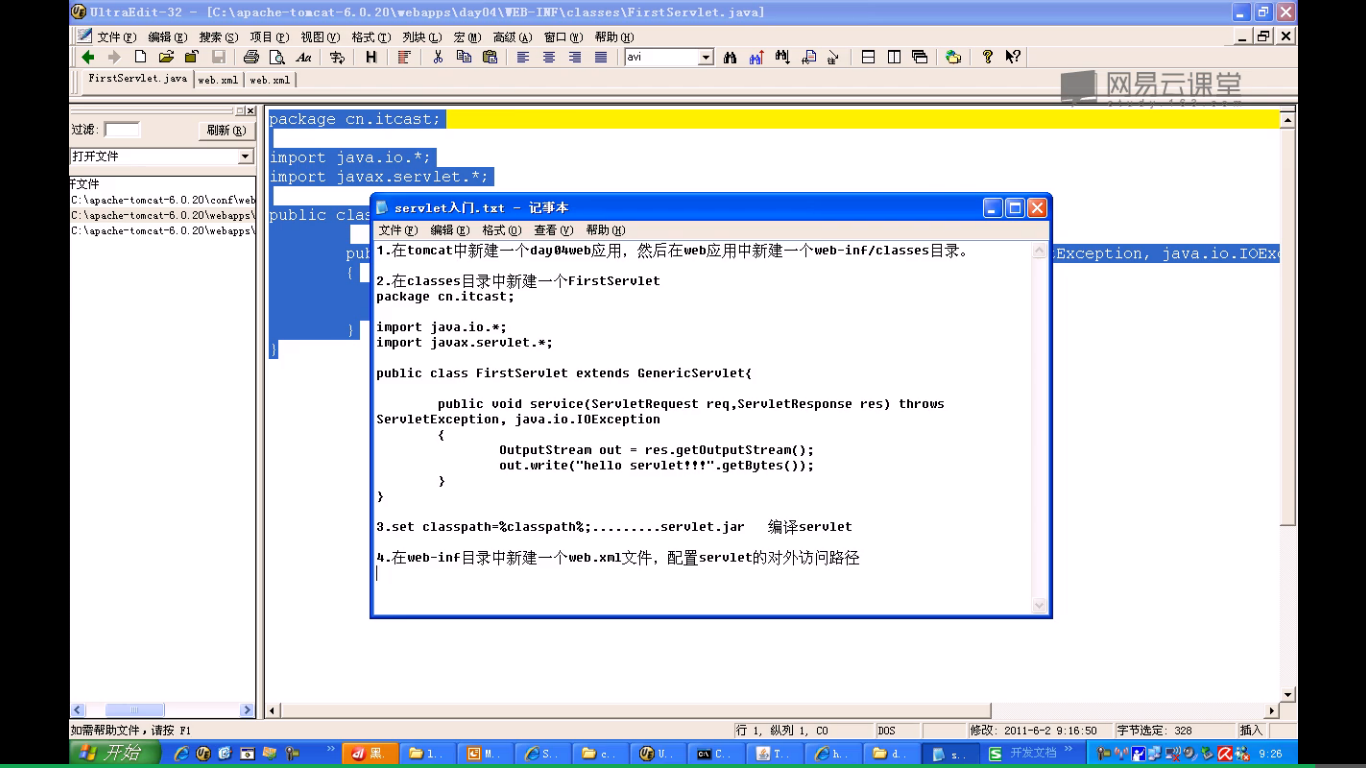 UltraEdit-32 - [C:\apache-tomcat-6.0.20\webapps\day04\WEB-INF\classes\FirstServlet.java]
文件(F) 编辑(E) 搜索(S) 项目(P) 视图(V) 格式(T) 列块(L) 宏(M) 高级(A) 窗口(W) 帮助(H)
avi
FirstServlet.java web.xml web.xml
网易云课堂
study.163.com
过滤: 刷新(R)
打开文件
开文件
C:\apache-tomcat-6.0.20\conf\web
C:\apache-tomcat-6.0.20\webapps\
C:\apache-tomcat-6.0.20\webapps\
package cn.itcast;
import java.io.*;
import javax.servlet.*;
public clas
pu
tException, java.io.IOExc
{
}
}
servlet入门.txt - 记事本
文件(F) 编辑(E) 格式(O) 查看(V) 帮助(H)
1.在tomcat中新建一个day04web应用，然后在web应用中新建一个web-inf/classes目录。
2.在classes目录中新建一个FirstServlet
package cn.itcast;
import java.io.*;
import javax.servlet.*;
public class FirstServlet extends GenericServlet{
public void service(ServletRequest req,ServletResponse res) throws
ServletException, java.io.IOException
{
OutputStream out = res.getOutputStream();
out.write("hello servlet!!!".getBytes());
}
}
3.set classpath=%classpath%;.........servlet.jar 编译servlet
4.在web-inf目录中新建一个web.xml文件，配置servlet的对外访问路径
如需帮助文件，请按 F1 行 1, 纵列 1, C0 DOS 修改: 2011-6-2 9:16:50 字节选定: 328 插入
开始 黑. l.. M.. S.. c.. U.. C.. T.. h.. d.. s.. 开发文档 9:26